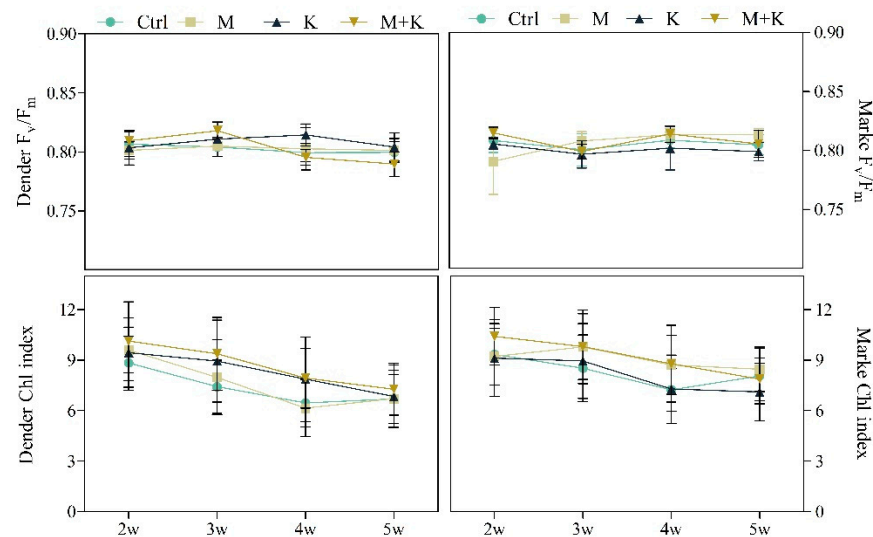 Ctrl M K M+K
Ctrl M K M+K
0.90
0.85
0.80
0.75
Dender Fv/Fm
0.90
0.85
0.80
0.75
Marke Fv/Fm
12
9
6
3
0
Dender Chl index
2w 3w 4w 5w
12
9
6
3
0
Marke Chl index
2w 3w 4w 5w